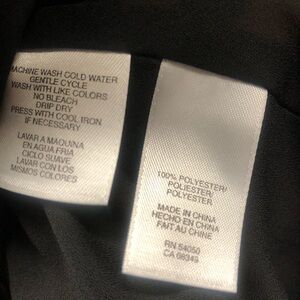 MACHINE WASH COLD WATER
GENTLE CYCLE
WASH WITH LIKE COLORS
NO BLEACH
DRIP DRY
PRESS WITH COOL IRON
IF NECESSARY
LAVAR A MAQUINA
EN AGUA FRIA
CICLO SUAVE
LAVAR CON LOS
MISMOS COLORES
100% POLYESTER/
POLIESTER/
POLYESTER
MADE IN CHINA
HECHO EN CHINA
FAIT AU CHINE
RN 54050
CA 08349